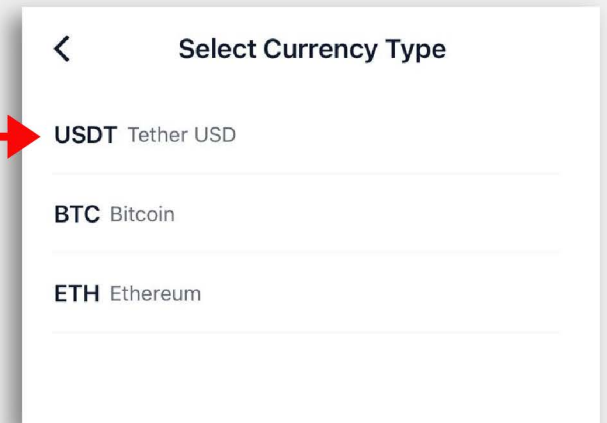 Select Currency Type
USDT Tether USD
BTC Bitcoin
ETH Ethereum